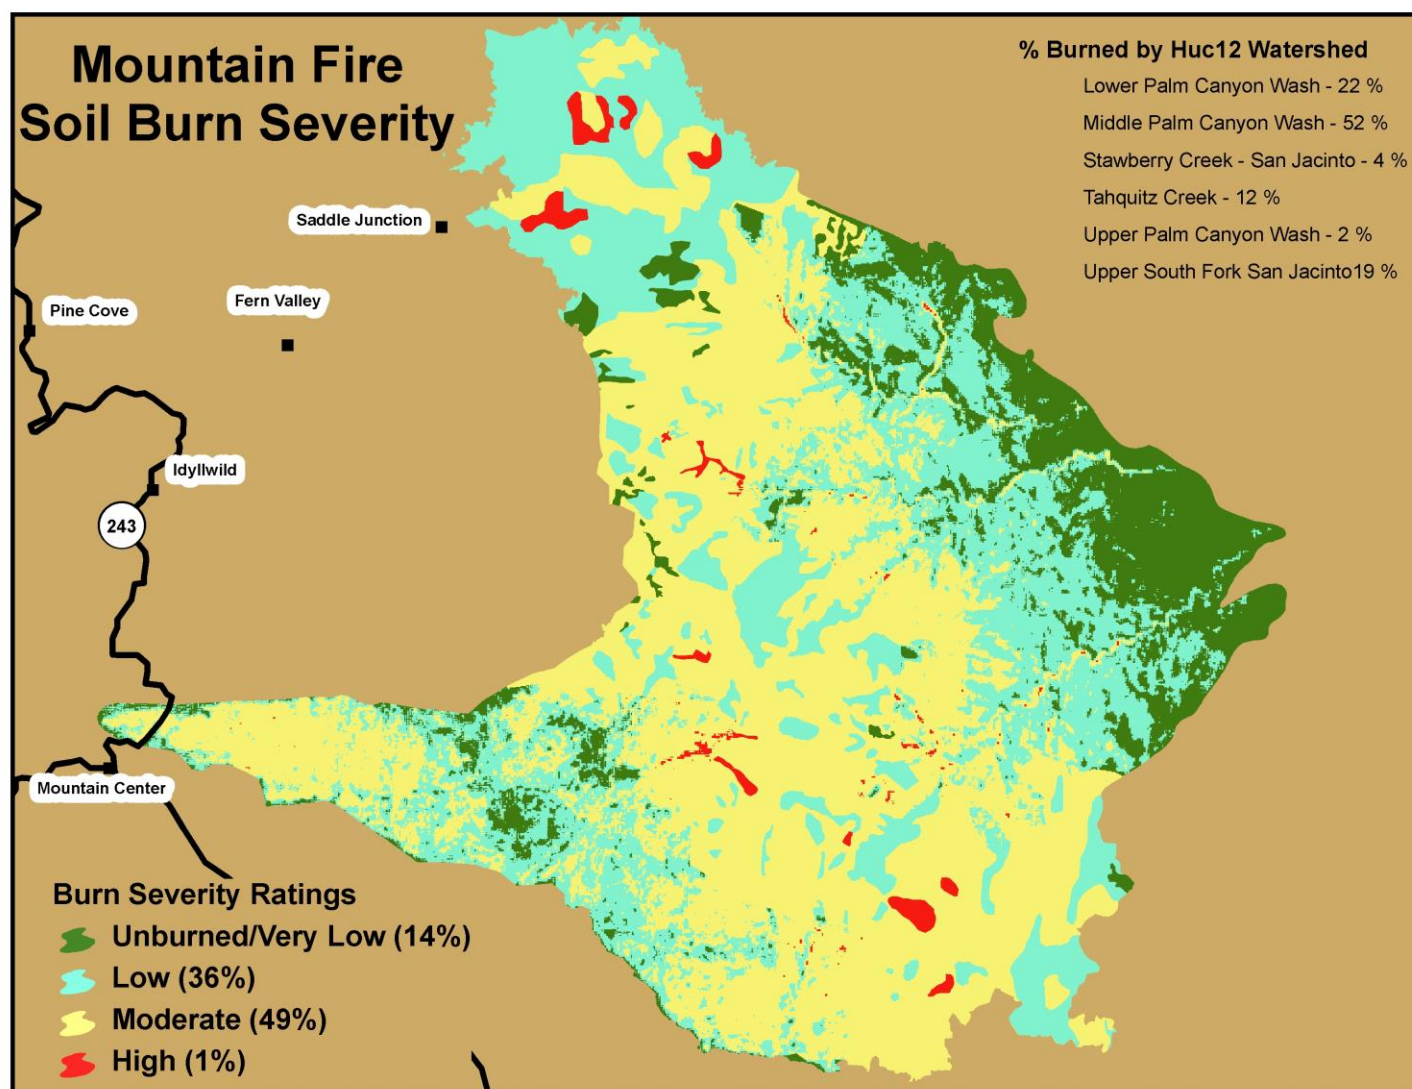 Mountain Fire
Soil Burn Severity
% Burned by Huc12 Watershed
Lower Palm Canyon Wash - 22 %
Middle Palm Canyon Wash - 52 %
Stawberry Creek - San Jacinto - 4 %
Tahquitz Creek - 12 %
Upper Palm Canyon Wash - 2 %
Upper South Fork San Jacinto19 %
Saddle Junction
Fern Valley
Pine Cove
Idyllwild
243
Mountain Center
Burn Severity Ratings
Unburned/Very Low (14%)
Low (36%)
Moderate (49%)
High (1%)